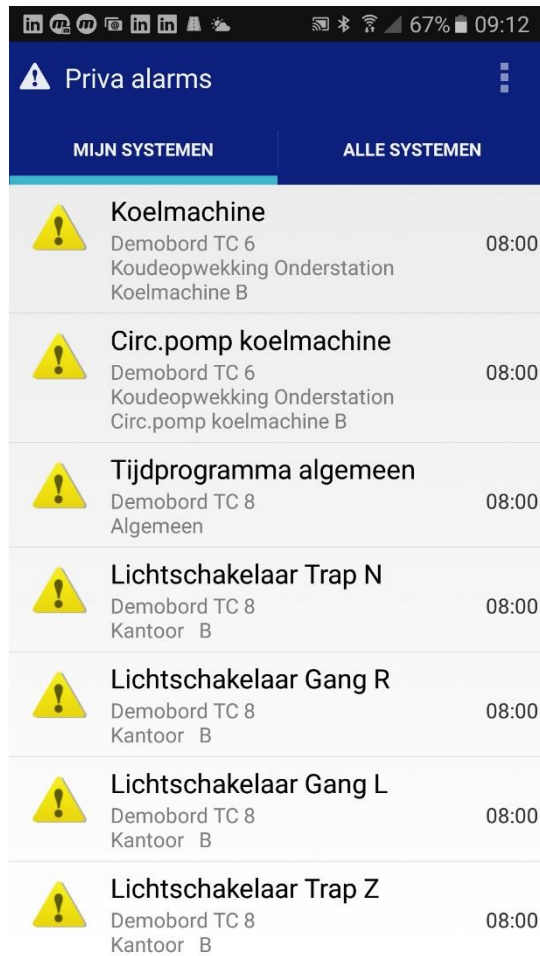 67% 09:12
Priva alarms
MIJN SYSTEMEN ALLE SYSTEMEN
Koelmachine
Demobord TC 6 08:00
Koudeopwekking Onderstation
Koelmachine B
Circ.pomp koelmachine
Demobord TC 6 08:00
Koudeopwekking Onderstation
Circ.pomp koelmachine B
Tijdprogramma algemeen
Demobord TC 8 08:00
Algemeen
Lichtschakelaar Trap N
Demobord TC 8 08:00
Kantoor B
Lichtschakelaar Gang R
Demobord TC 8 08:00
Kantoor B
Lichtschakelaar Gang L
Demobord TC 8 08:00
Kantoor B
Lichtschakelaar Trap Z
Demobord TC 8 08:00
Kantoor B